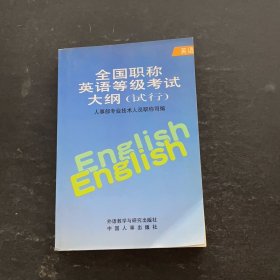 英语
全国职称
英语等级考试
大纲(试行)
人事部专业技术人员职称司编
English
English
外语教学与研究出版社
中国人事出版社